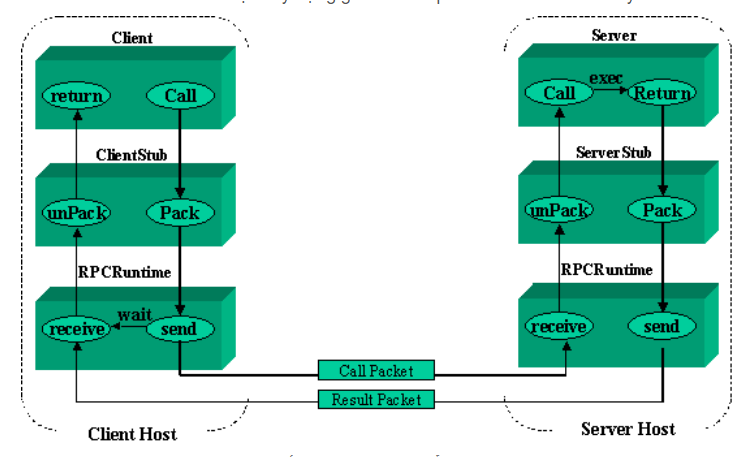 Client
return
Call
ClientStub
unPack
Pack
RPCRuntime
receive
wait
send
Client Host
Server
Call
exec
Return
ServerStub
unPack
Pack
RPCRuntime
receive
send
Server Host
Call Packet
Result Packet